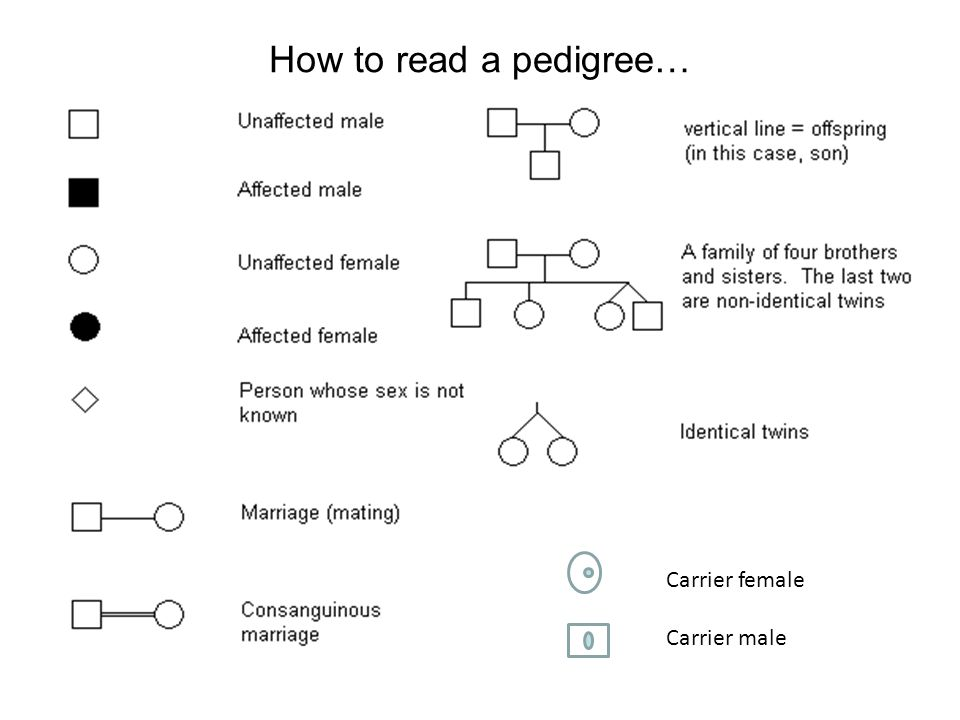 How to read a pedigree…
Unaffected male
Affected male
Unaffected female
Affected female
Person whose sex is not
known
Marriage (mating)
Consanguinous
marriage
vertical line = offspring
(in this case, son)
A family of four brothers
and sisters. The last two
are non-identical twins
Identical twins
Carrier female
Carrier male